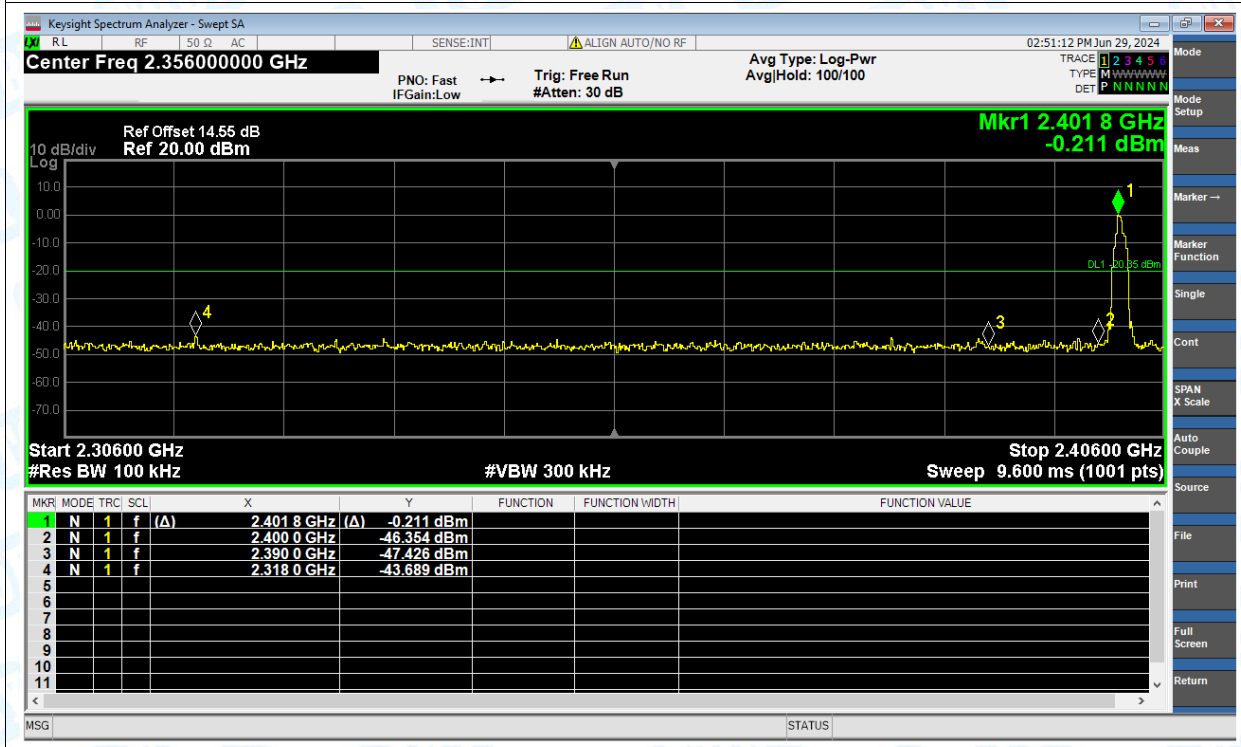 Keysight Spectrum Analyzer - Swept SA
LXI RL RF 50 Ω AC SENSE:INT ALIGN AUTO/NO RF 02:51:12 PM Jun 29, 2024
Center Freq 2.356000000 GHz
PNO: Fast
IFGain:Low
Trig: Free Run
#Atten: 30 dB
Avg Type: Log-Pwr
Avg|Hold: 100/100
TRACE 1 2 3 4 5 6
TYPE M WWWWW
DET P N N N N N
Ref Offset 14.55 dB
10 dB/div Ref 20.00 dBm
Log
Mkr1 2.401 8 GHz
-0.211 dBm
10.0
0.00
-10.0
-20.0
-30.0
-40.0
-50.0
-60.0
-70.0
1
DL1 -20.35 dBm
4
3
2
Start 2.30600 GHz
Stop 2.40600 GHz
#Res BW 100 kHz
#VBW 300 kHz
Sweep 9.600 ms (1001 pts)
MKR MODE TRC SCL X Y FUNCTION FUNCTION WIDTH FUNCTION VALUE
1 N 1 f (Δ) 2.401 8 GHz (Δ) -0.211 dBm
2 N 1 f 2.400 0 GHz -46.354 dBm
3 N 1 f 2.390 0 GHz -47.426 dBm
4 N 1 f 2.318 0 GHz -43.689 dBm
5
6
7
8
9
10
11
MSG
STATUS
Mode
Mode
Setup
Meas
Marker →
Marker
Function
Single
Cont
SPAN
X Scale
Auto
Couple
Source
File
Print
Full
Screen
Return